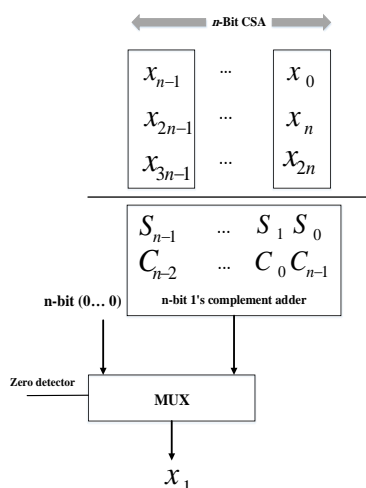 n-Bit CSA
x_{n-1} ... x_0
x_{2n-1} ... x_n
x_{3n-1} ... x_{2n}
S_{n-1} ... S_1 S_0
C_{n-2} ... C_0 C_{n-1}
n-bit (0… 0) n-bit 1's complement adder
Zero detector
MUX
x_1